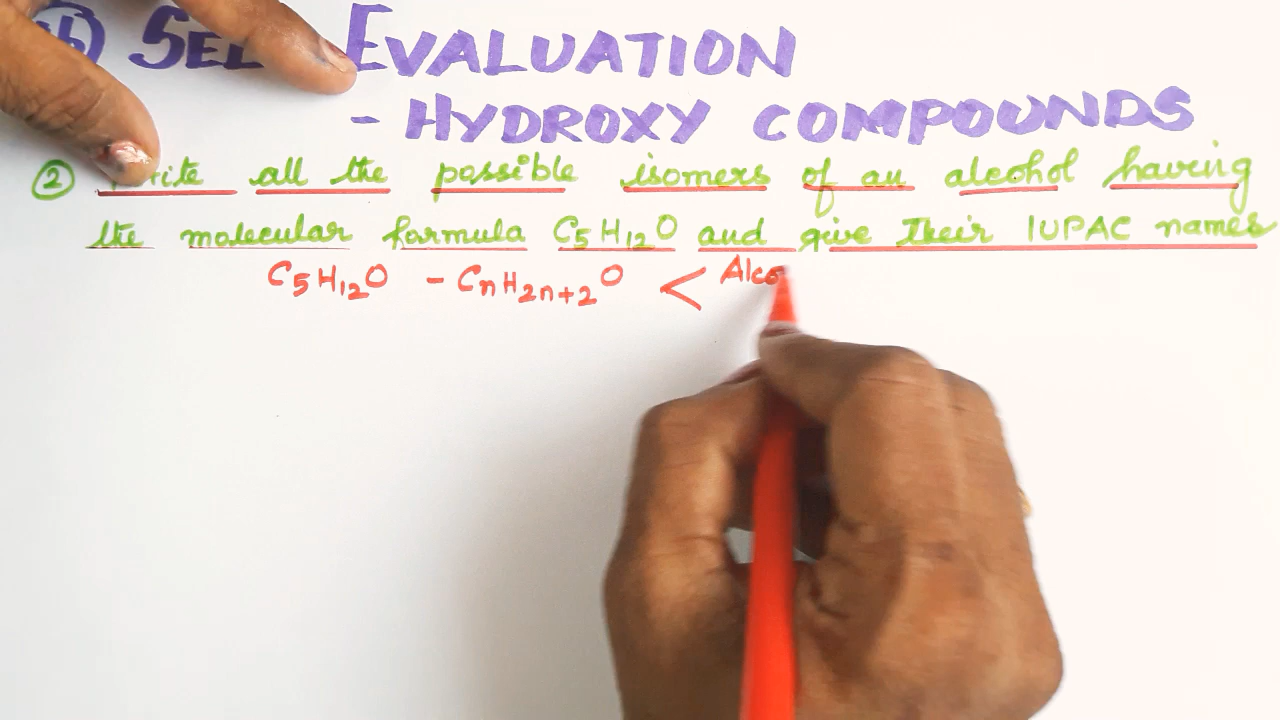 EVALUATION
- HYDROXY COMPOUNDS
② all the possible isomers of an alcohol having
the molecular formula C₅H₁₂O and give their IUPAC names
C₅H₁₂O - CₙH₂ₙ₊₂O <